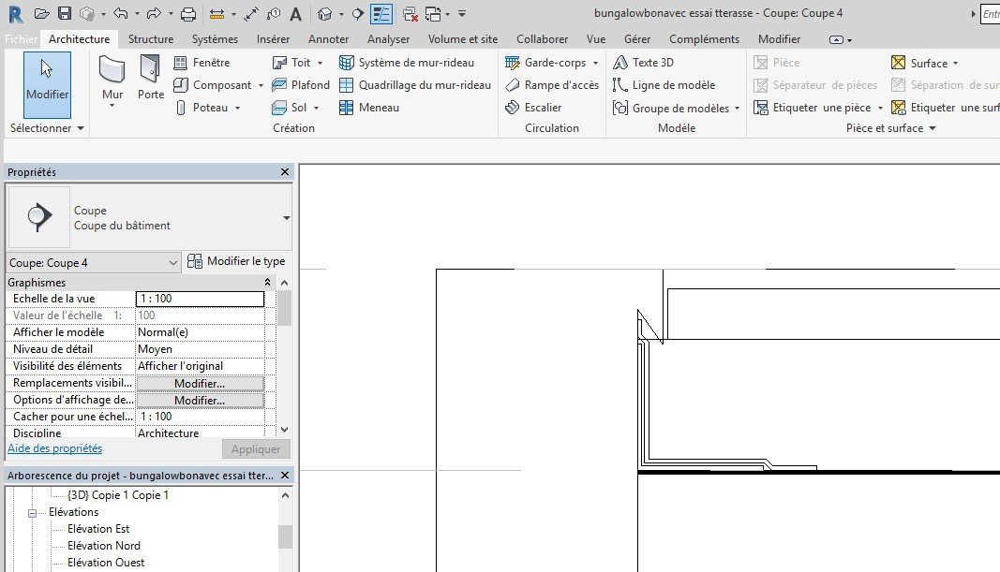 bungalowbonavec essai tterasse - Coupe: Coupe 4
Fichier Architecture Structure Systèmes Insérer Annoter Analyser Volume et site Collaborer Vue Gérer Compléments Modifier
Modifier
Sélectionner
Mur
Porte
Fenêtre
Composant
Poteau
Toit
Plafond
Sol
Système de mur-rideau
Quadrillage du mur-rideau
Meneau
Création
Garde-corps
Rampe d'accès
Escalier
Circulation
Texte 3D
Ligne de modèle
Groupe de modèles
Modèle
Pièce
Séparateur de pièces
Etiqueter une pièce
Surface
Séparation de sur
Etiqueter une surf
Pièce et surface
Propriétés
Coupe
Coupe du bâtiment
Coupe: Coupe 4
Modifier le type
Graphismes
Echelle de la vue 1 : 100
Valeur de l'échelle 1: 100
Afficher le modèle Normal(e)
Niveau de détail Moyen
Visibilité des éléments Afficher l'original
Remplacements visibil... Modifier...
Options d'affichage de... Modifier...
Cacher pour une échel... 1 : 100
Discipline Architecture
Aide des propriétés
Appliquer
Arborescence du projet - bungalowbonavec essai tter...
{3D} Copie 1 Copie 1
Elévations
Elévation Est
Elévation Nord
Elévation Ouest